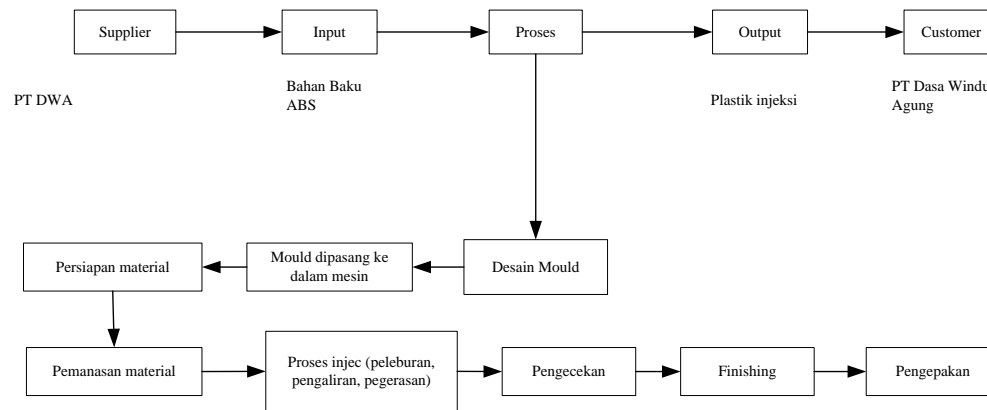 Supplier
Input
Proses
Output
Customer
PT DWA
Bahan Baku
ABS
Plastik injeksi
PT Dasa Windu
Agung
Desain Mould
Mould dipasang ke
dalam mesin
Persiapan material
Pemanasan material
Proses injec (peleburan,
pengaliran, pegerasan)
Pengecekan
Finishing
Pengepakan